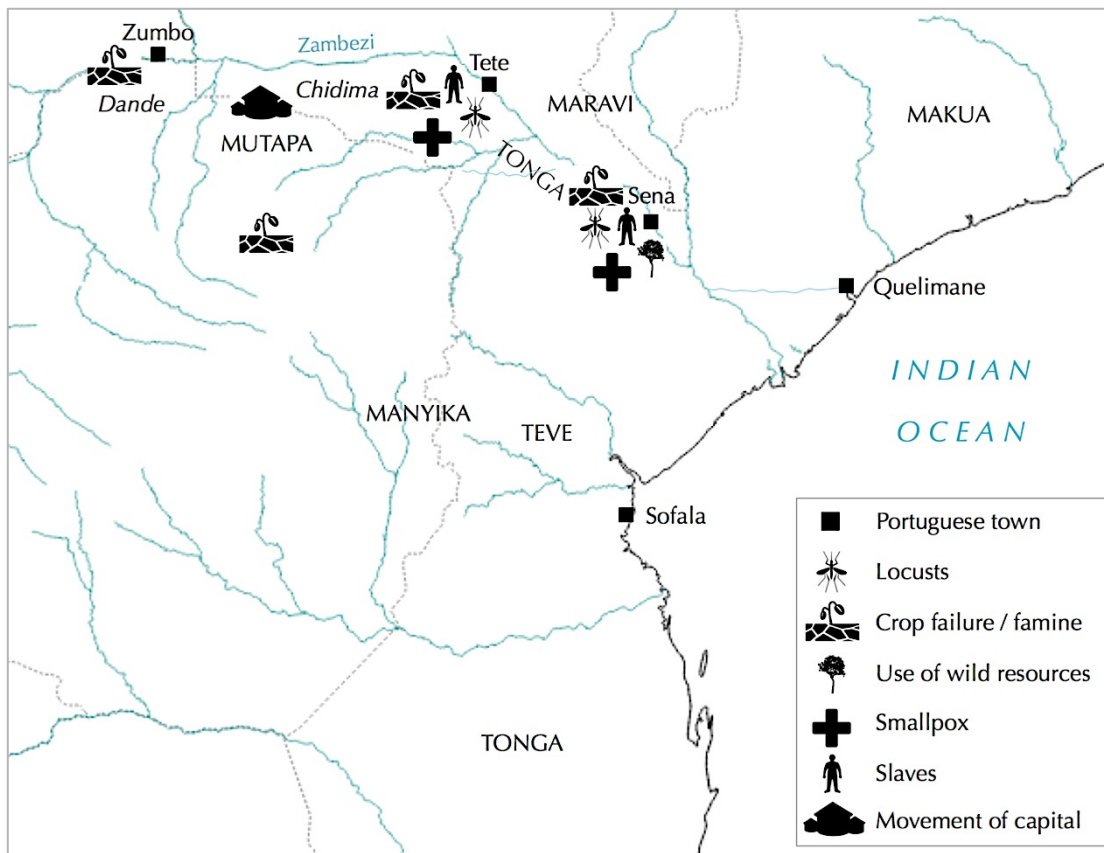 Zumbo
Zambezi
Tete
Dande
Chidima
MARAVI
MAKUA
MUTAPA
TONGA
Sena
Quelimane
INDIAN
OCEAN
MANYIKA
TEVE
Sofala
TONGA
Portuguese town
Locusts
Crop failure / famine
Use of wild resources
Smallpox
Slaves
Movement of capital